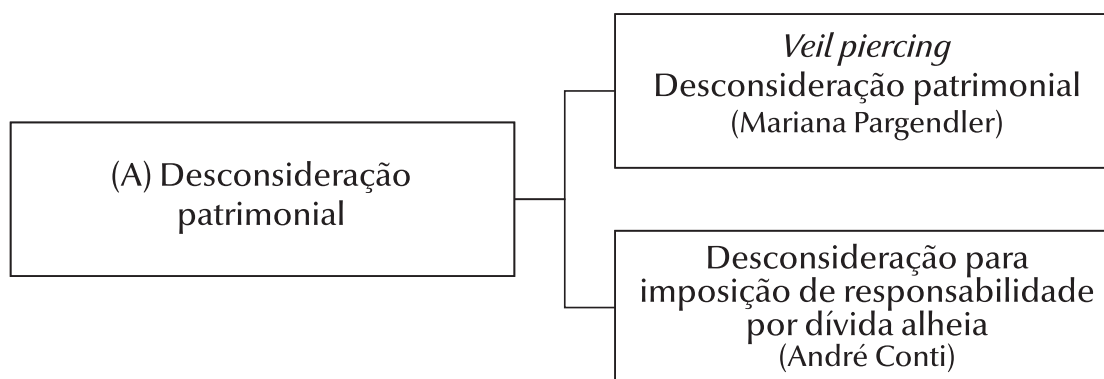 (A) Desconsideração
patrimonial
Veil piercing
Desconsideração patrimonial
(Mariana Pargendler)
Desconsideração para
imposição de responsabilidade
por dívida alheia
(André Conti)